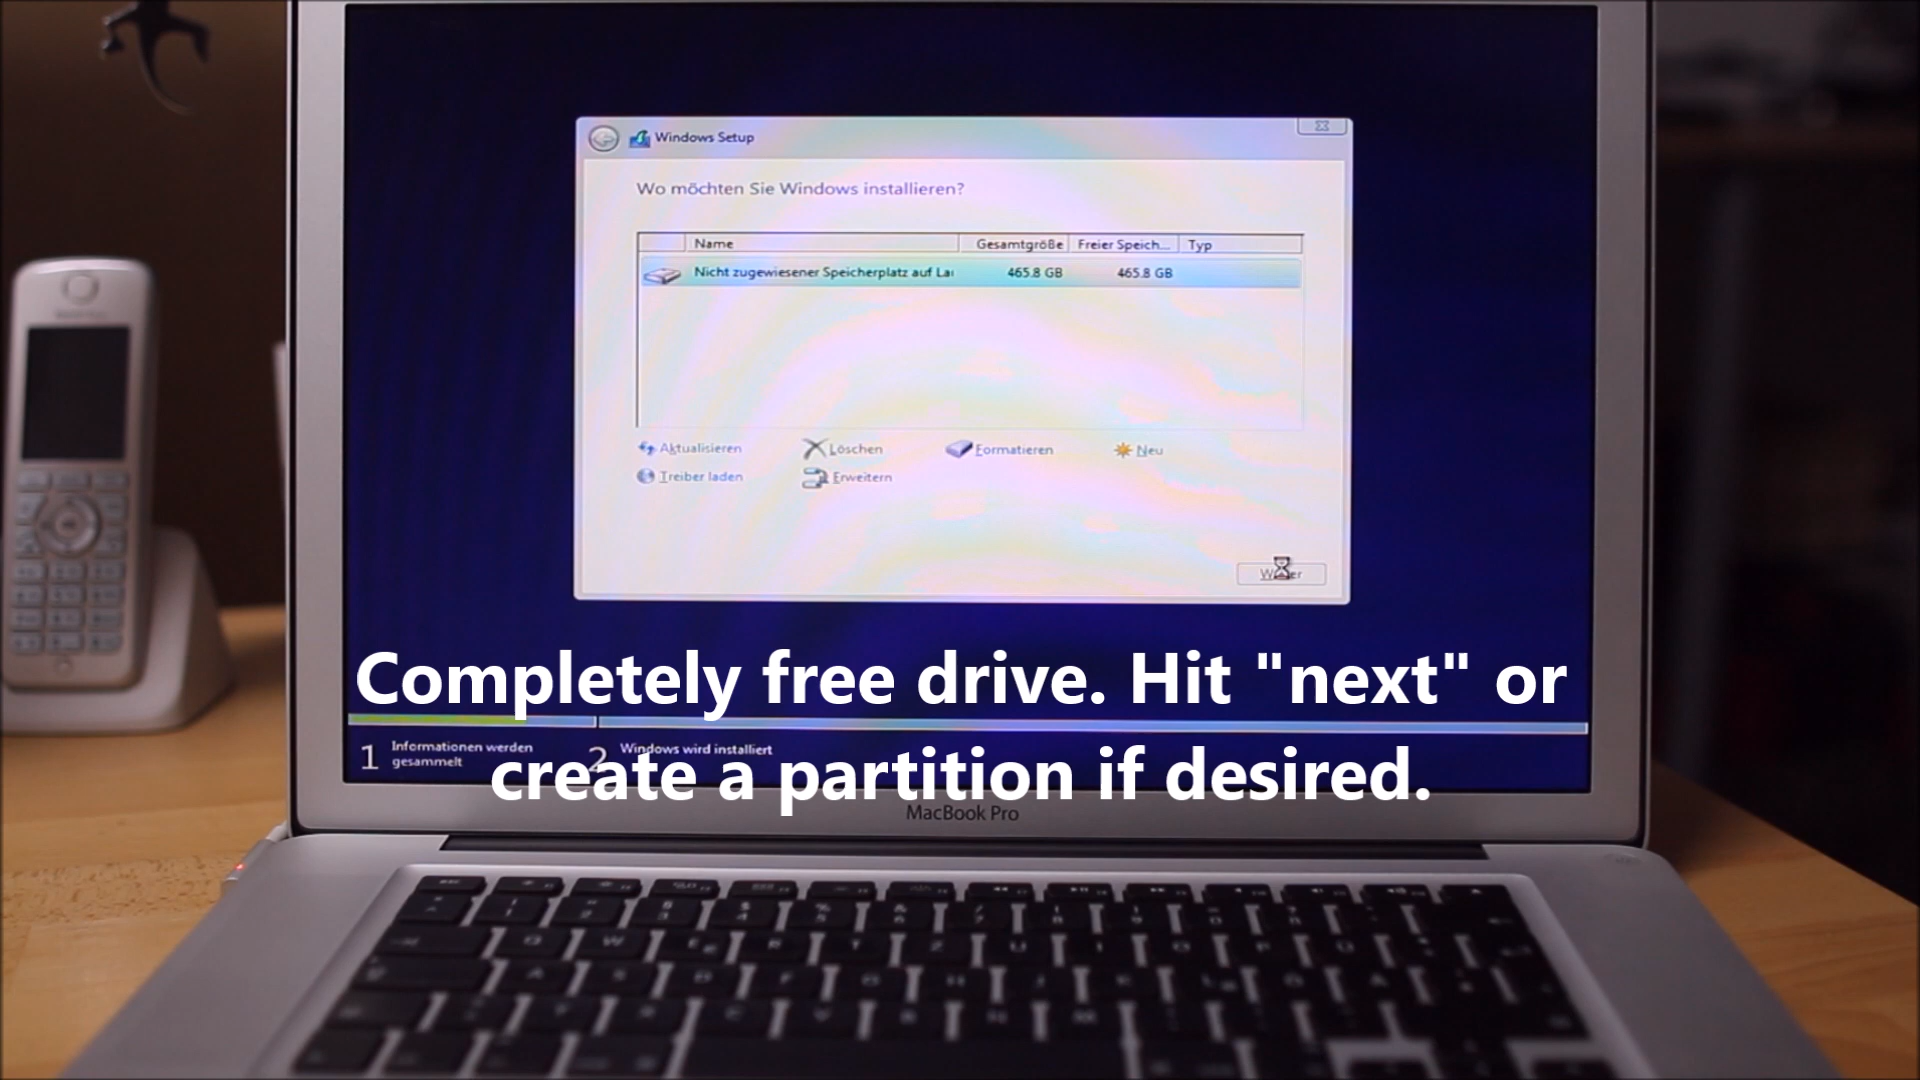 Windows Setup
Wo möchten Sie Windows installieren?
Name Gesamtgröße Freier Speich... Typ
Nicht zugewiesener Speicherplatz auf 465.8 GB 465.8 GB
Aktualisieren Löschen Formatieren Neu
Treiber laden Erweitern
Completely free drive. Hit "next" or
create a partition if desired.
1 Informationen werden
gesammelt
2 Windows wird installiert
MacBook Pro